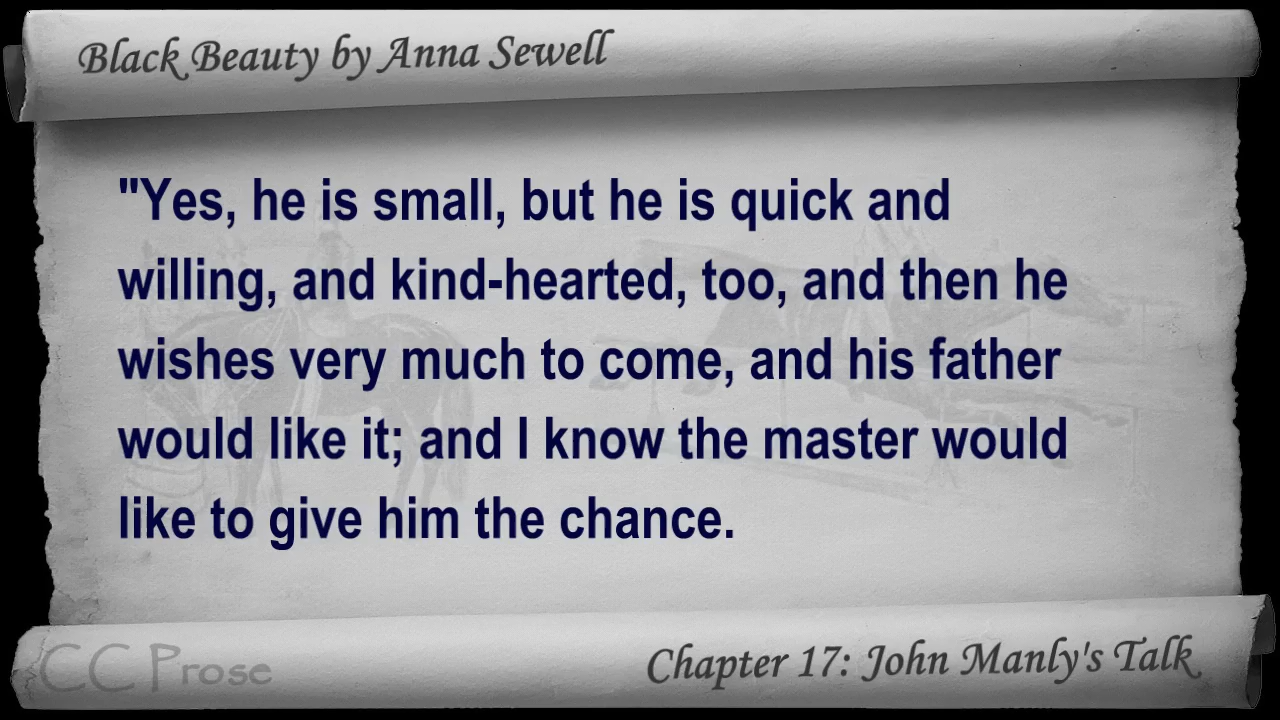 Black Beauty by Anna Sewell
"Yes, he is small, but he is quick and
willing, and kind-hearted, too, and then he
wishes very much to come, and his father
would like it; and I know the master would
like to give him the chance.
CC Prose
Chapter 17: John Manly's Talk